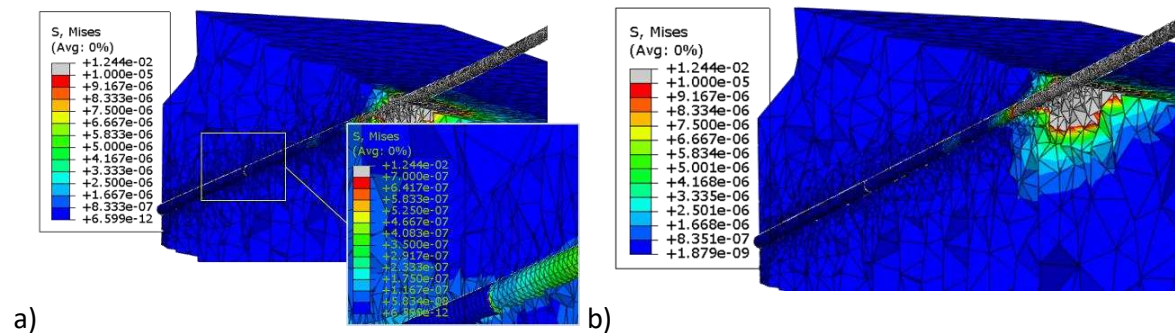 S, Mises
(Avg: 0%)
+1.244e-02
+1.000e-05
+9.167e-06
+8.333e-06
+7.500e-06
+6.667e-06
+5.833e-06
+5.000e-06
+4.167e-06
+3.333e-06
+2.500e-06
+1.667e-06
+8.333e-07
+6.599e-12
S, Mises
(Avg: 0%)
+1.244e-02
+7.000e-07
+6.417e-07
+5.833e-07
+5.250e-07
+4.667e-07
+4.083e-07
+3.500e-07
+2.917e-07
+2.333e-07
+1.750e-07
+1.167e-07
+5.834e-08
+6.599e-12
a)
S, Mises
(Avg: 0%)
+1.244e-02
+1.000e-05
+9.167e-06
+8.334e-06
+7.500e-06
+6.667e-06
+5.834e-06
+5.001e-06
+4.168e-06
+3.335e-06
+2.501e-06
+1.668e-06
+8.351e-07
+1.879e-09
b)